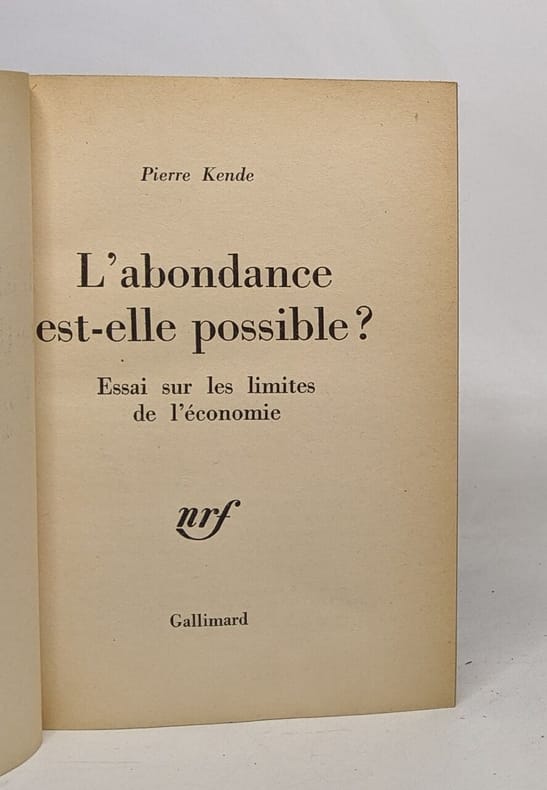 Pierre Kende
L'abondance
est-elle possible ?
Essai sur les limites
de l'économie
nrf
Gallimard